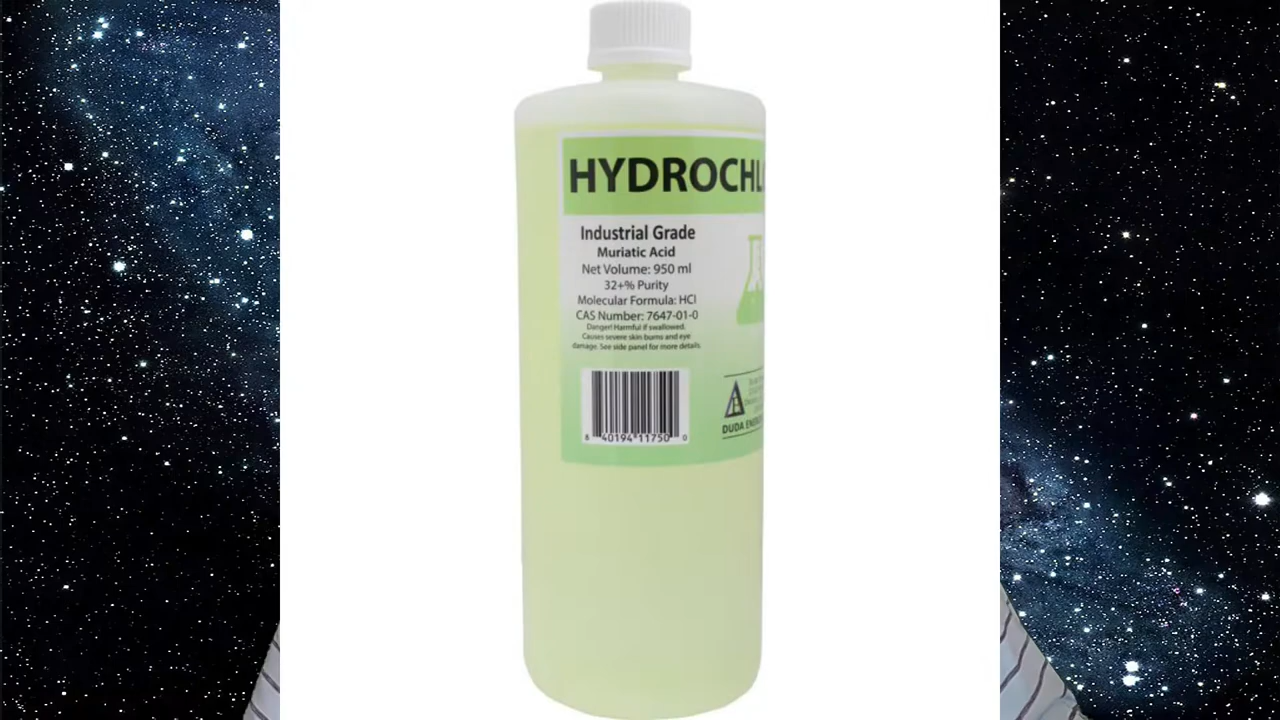 HYDROCHL
Industrial Grade
Muriatic Acid
Net Volume: 950 ml
32+% Purity
Molecular Formula: HCl
CAS Number: 7647-01-0
Danger! Harmful if swallowed.
Causes severe skin burns and eye
damage. See side panel for more details.
8 40194 11750 0
DUDA ENERG